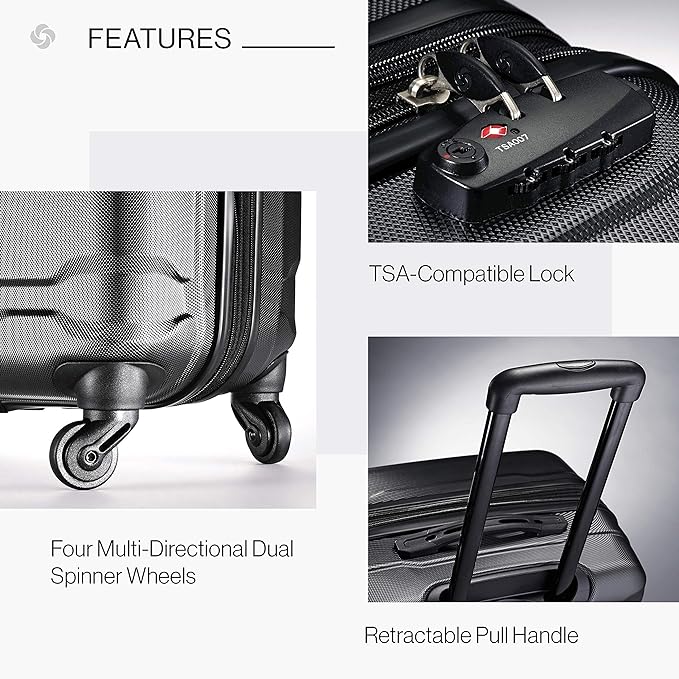 FEATURES
TSA007
TSA-Compatible Lock
Four Multi-Directional Dual
Spinner Wheels
Retractable Pull Handle